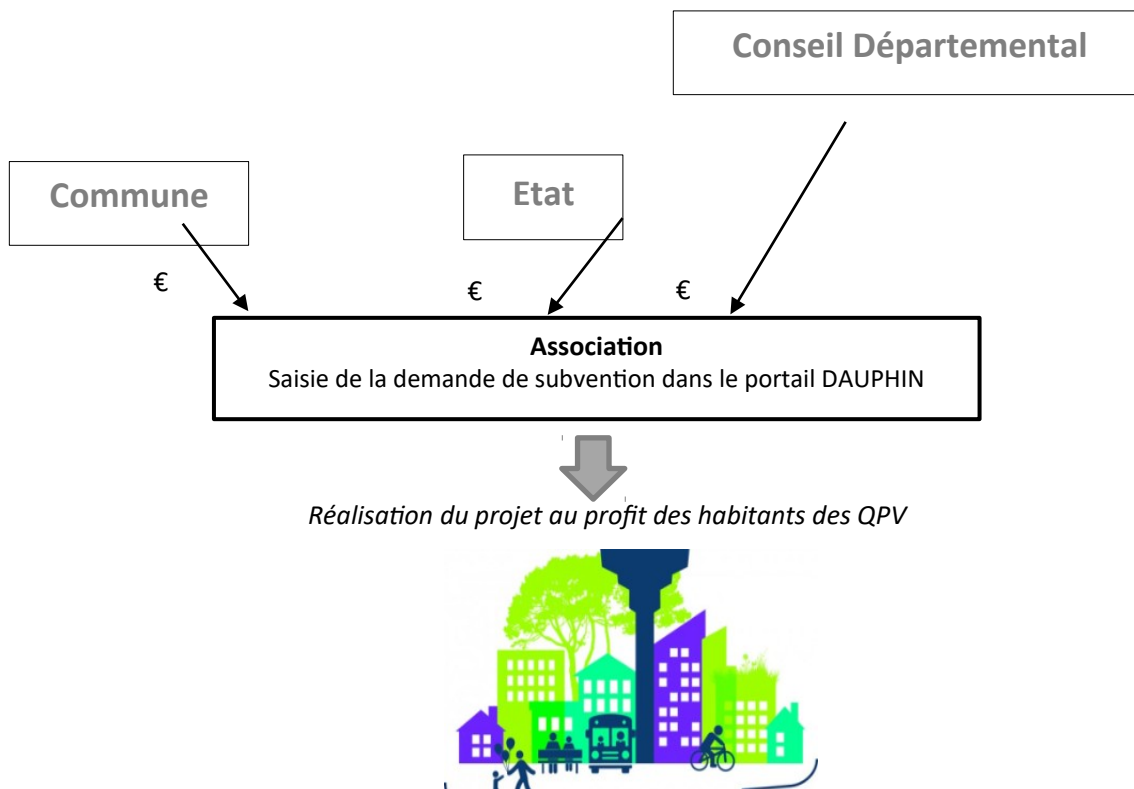 Conseil Départemental
Commune
Etat
€
€
€
Association
Saisie de la demande de subvention dans le portail DAUPHIN
Réalisation du projet au profit des habitants des QPV